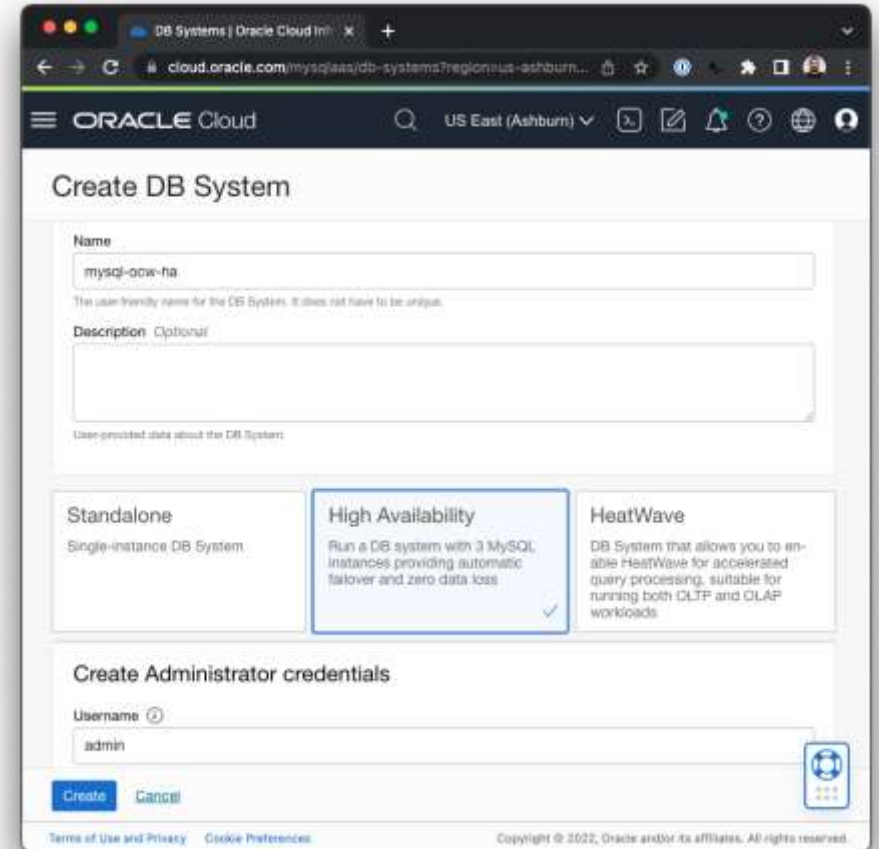 DB Systems | Oracle Cloud Inf
cloud.oracle.com/mysqlaas/db-systems?region=us-ashburn...
ORACLE Cloud
US East (Ashburn)
Create DB System
Name
mysql-ocw-ha
The user-friendly name for the DB System. It does not have to be unique.
Description Optional
User-provided data about the DB System.
Standalone
Single-instance DB System
High Availability
Run a DB system with 3 MySQL
instances providing automatic
failover and zero data loss
HeatWave
DB System that allows you to en-
able HeatWave for accelerated
query processing, suitable for
running both OLTP and OLAP
workloads
Create Administrator credentials
Username
admin
Create
Cancel
Terms of Use and Privacy
Cookie Preferences
Copyright © 2022, Oracle and/or its affiliates. All rights reserved.